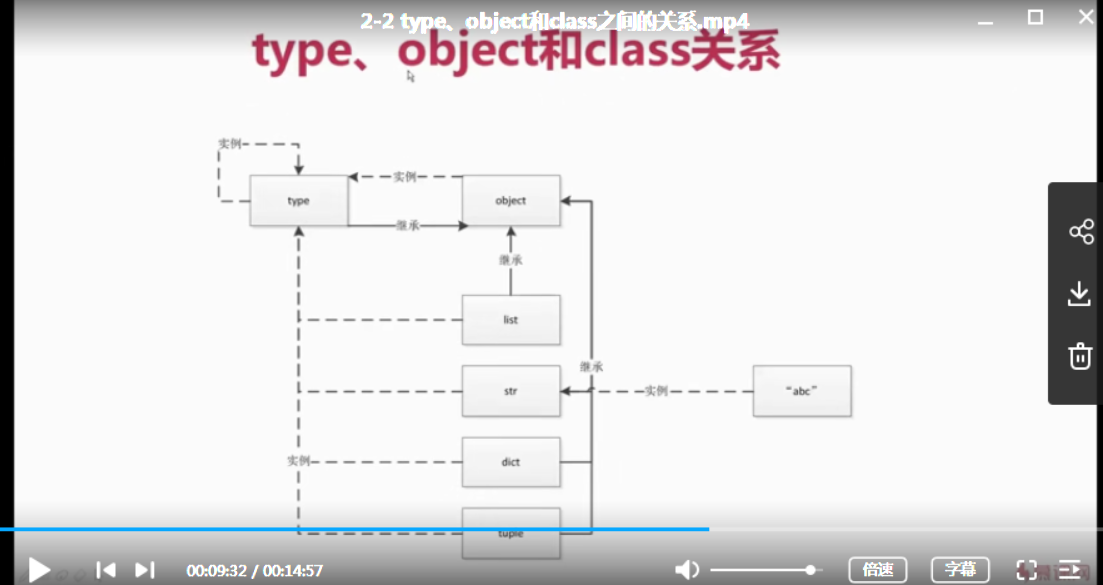 2-2 type、object和class之间的关系.mp4
type、object和class关系
实例
type
实例
object
继承
继承
list
继承
str
实例
“abc”
实例
dict
tuple
00:09:32 / 00:14:57
倍速
字幕